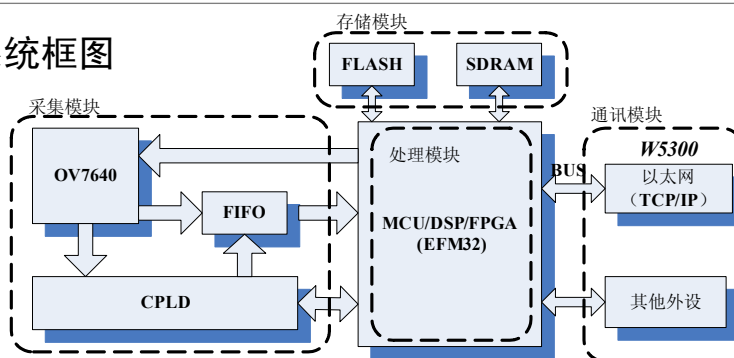 统框图
存储模块
FLASH
SDRAM
采集模块
OV7640
FIFO
CPLD
处理模块
MCU/DSP/FPGA
(EFM32)
BUS
通讯模块
W5300
以太网
（TCP/IP）
其他外设